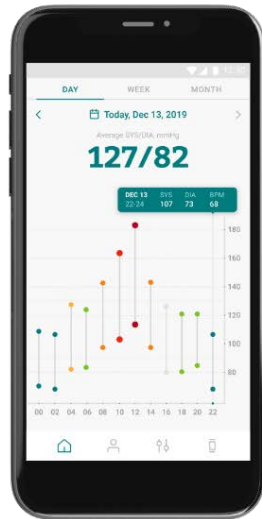 DAY WEEK MONTH
Today, Dec 13, 2019
Average SYS/DIA, mmHg
127/82
DEC 13 SYS DIA BPM
22-24 107 73 68
180
160
140
120
100
80
00 02 04 06 08 10 12 14 16 18 20 22